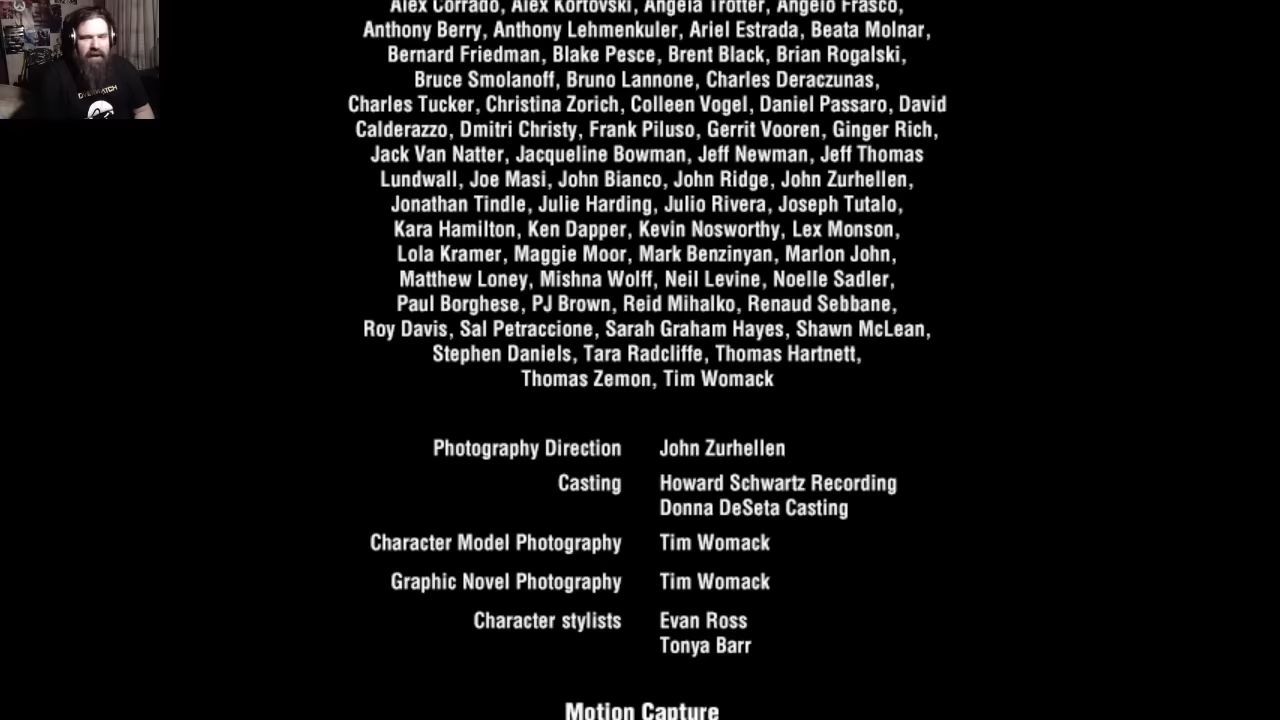 Alex Corrado, Alex Kortovski, Angela Trotter, Angelo Frasco,
Anthony Berry, Anthony Lehmenkuler, Ariel Estrada, Beata Molnar,
Bernard Friedman, Blake Pesce, Brent Black, Brian Rogalski,
Bruce Smolanoff, Bruno Lannone, Charles Deraczunas,
Charles Tucker, Christina Zorich, Colleen Vogel, Daniel Passaro, David
Calderazzo, Dmitri Christy, Frank Piluso, Gerrit Vooren, Ginger Rich,
Jack Van Natter, Jacqueline Bowman, Jeff Newman, Jeff Thomas
Lundwall, Joe Masi, John Bianco, John Ridge, John Zurhellen,
Jonathan Tindle, Julie Harding, Julio Rivera, Joseph Tutalo,
Kara Hamilton, Ken Dapper, Kevin Nosworthy, Lex Monson,
Lola Kramer, Maggie Moor, Mark Benzinyan, Marlon John,
Matthew Loney, Mishna Wolff, Neil Levine, Noelle Sadler,
Paul Borghese, PJ Brown, Reid Mihalko, Renaud Sebbane,
Roy Davis, Sal Petraccione, Sarah Graham Hayes, Shawn McLean,
Stephen Daniels, Tara Radcliffe, Thomas Hartnett,
Thomas Zemon, Tim Womack
Photography Direction John Zurhellen
Casting Howard Schwartz Recording
Donna DeSeta Casting
Character Model Photography Tim Womack
Graphic Novel Photography Tim Womack
Character stylists Evan Ross
Tonya Barr
Motion Capture
OVERWATCH